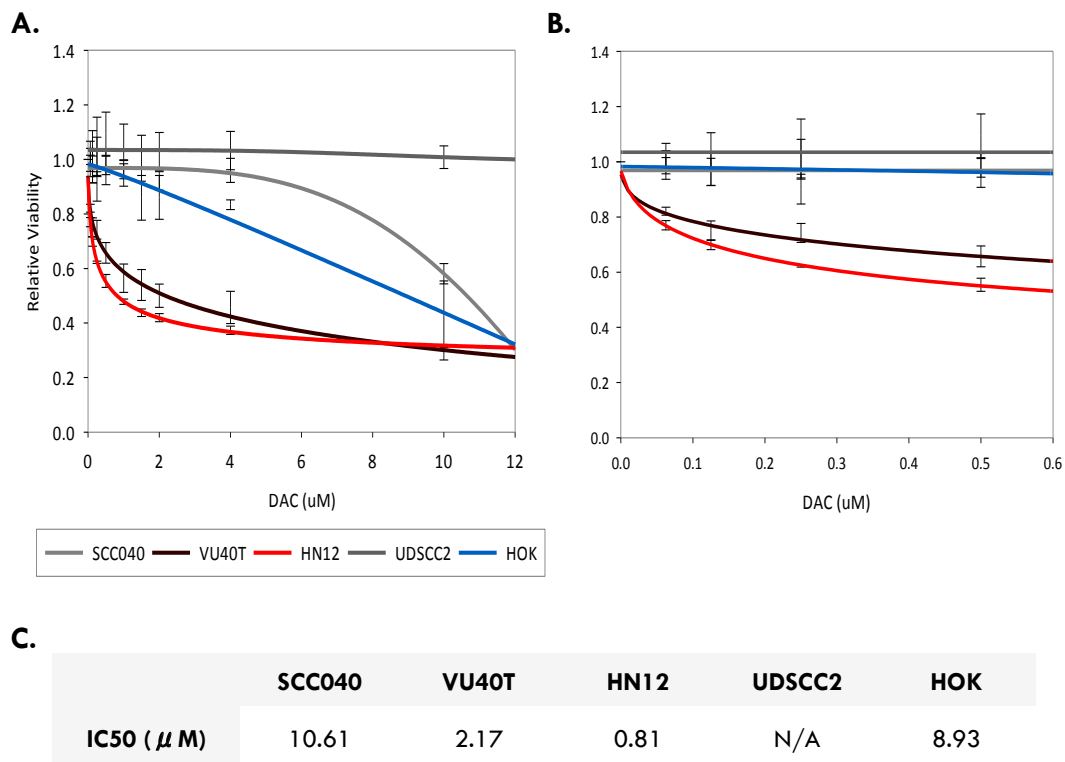 A.
B.
1.4
1.2
1.0
0.8
0.6
0.4
0.2
0.0
Relative Viability
0 2 4 6 8 10 12
DAC (uM)
1.4
1.2
1.0
0.8
0.6
0.4
0.2
0.0
0.0 0.1 0.2 0.3 0.4 0.5 0.6
DAC (uM)
SCC040 VU40T HN12 UDSCC2 HOK
C.
SCC040 VU40T HN12 UDSCC2 HOK
IC50 ( μ M) 10.61 2.17 0.81 N/A 8.93